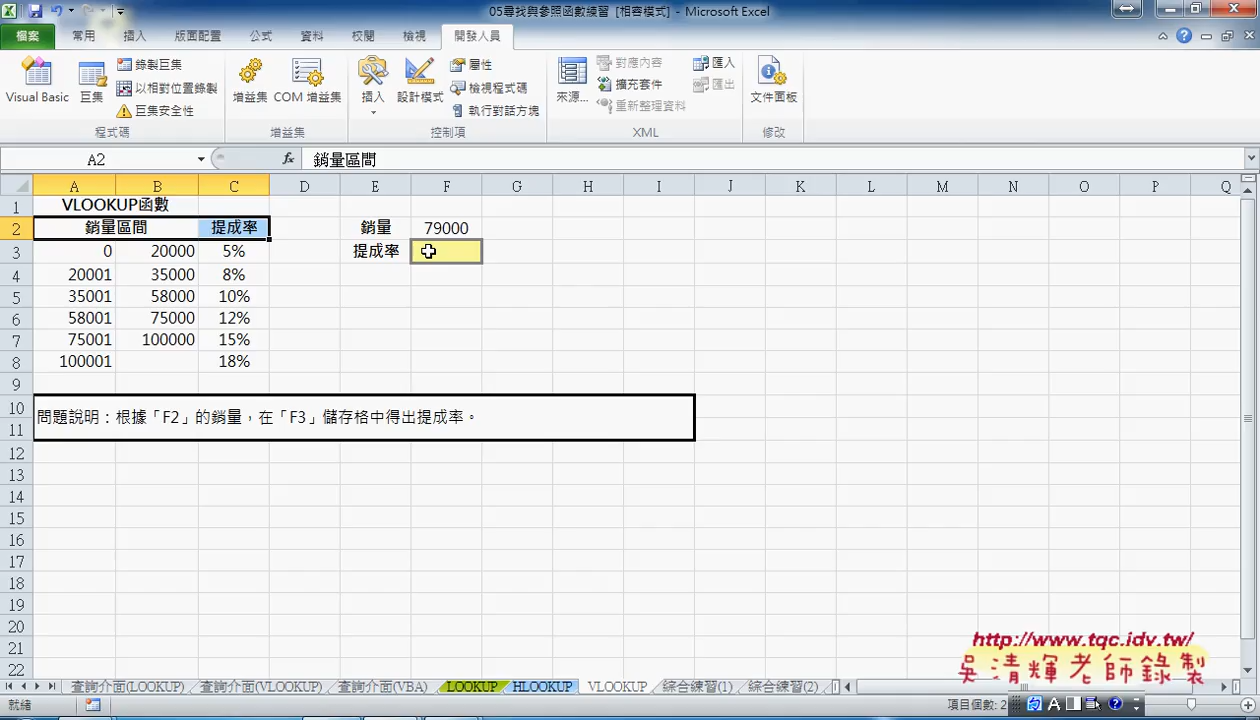 05尋找與參照函數練習 [相容模式] - Microsoft Excel
檔案 常用 插入 版面配置 公式 資料 校閱 檢視 開發人員
Visual Basic 巨集 錄製巨集 以相對位置錄製 巨集安全性 程式碼
增益集 COM 增益集 增益集
插入 設計模式 屬性 檢視程式碼 執行對話方塊 控制項
來源... 對應內容 擴充套件 重新整理資料 匯入 匯出 XML
文件面板 修改
A2 fx 銷量區間
A B C D E F G H I J K L M N O P Q
1 VLOOKUP函數
2 銷量區間 提成率 銷量 79000
3 0 20000 5% 提成率
4 20001 35000 8%
5 35001 58000 10%
6 58001 75000 12%
7 75001 100000 15%
8 100001 18%
9
10 問題說明：根據「F2」的銷量，在「F3」儲存格中得出提成率。
11
12
13
14
15
16
17
18
19
20
21
22
http://www.tqc.idv.tw/
吳清輝老師錄製
查詢介面(LOOKUP) 查詢介面(VLOOKUP) 查詢介面(VBA) LOOKUP HLOOKUP VLOOKUP 綜合練習(1) 綜合練習(2)
就緒 項目個數: 2